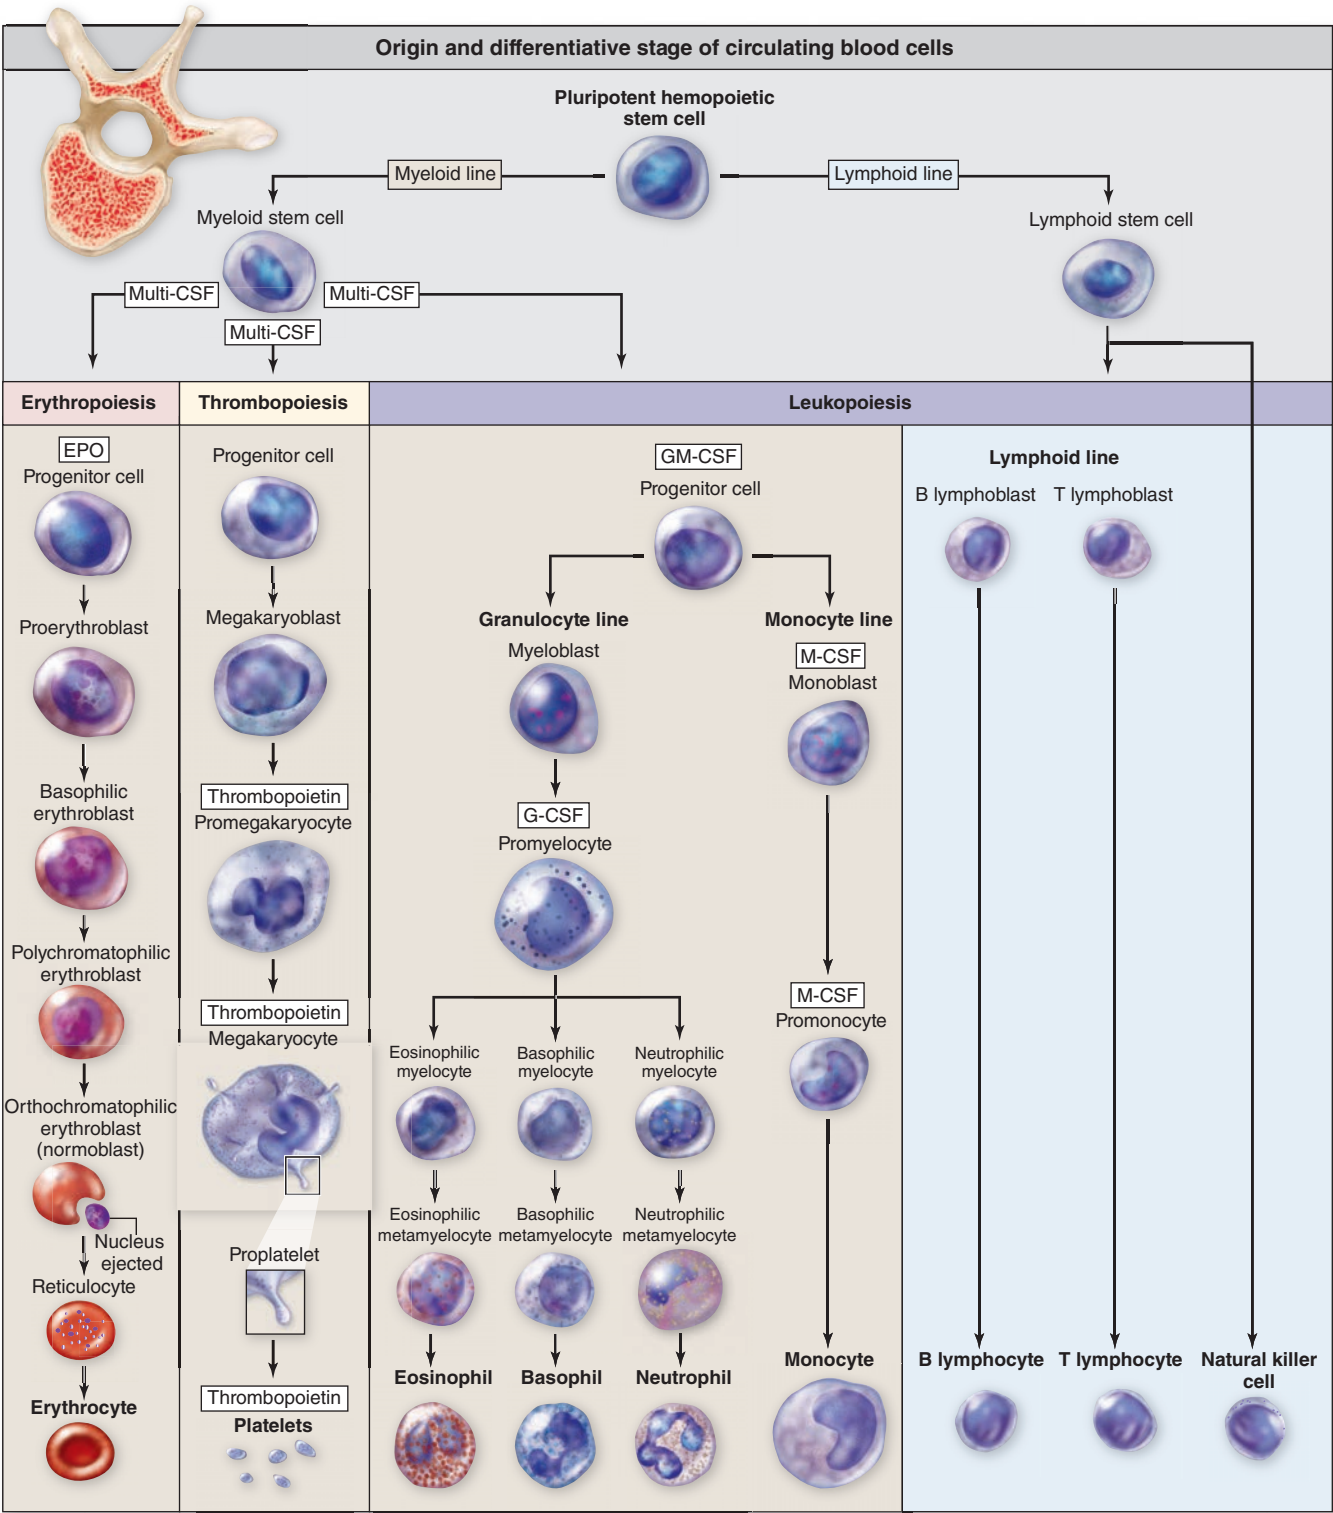 Origin and differentiative stage of circulating blood cells
Pluripotent hemopoietic
stem cell
Myeloid line
Lymphoid line
Myeloid stem cell
Lymphoid stem cell
Multi-CSF
Multi-CSF
Multi-CSF
Erythropoiesis
Thrombopoiesis
Leukopoiesis
EPO
Progenitor cell
Proerythroblast
Basophilic
erythroblast
Polychromatophilic
erythroblast
Orthochromatophilic
erythroblast
(normoblast)
Nucleus
ejected
Reticulocyte
Erythrocyte
Progenitor cell
Megakaryoblast
Thrombopoietin
Promegakaryocyte
Thrombopoietin
Megakaryocyte
Proplatelet
Thrombopoietin
Platelets
GM-CSF
Progenitor cell
Granulocyte line
Myeloblast
G-CSF
Promyelocyte
Eosinophilic
myelocyte
Basophilic
myelocyte
Neutrophilic
myelocyte
Eosinophilic
metamyelocyte
Basophilic
metamyelocyte
Neutrophilic
metamyelocyte
Eosinophil
Basophil
Neutrophil
Monocyte line
M-CSF
Monoblast
M-CSF
Promonocyte
Monocyte
Lymphoid line
B lymphoblast
T lymphoblast
B lymphocyte
T lymphocyte
Natural killer
cell